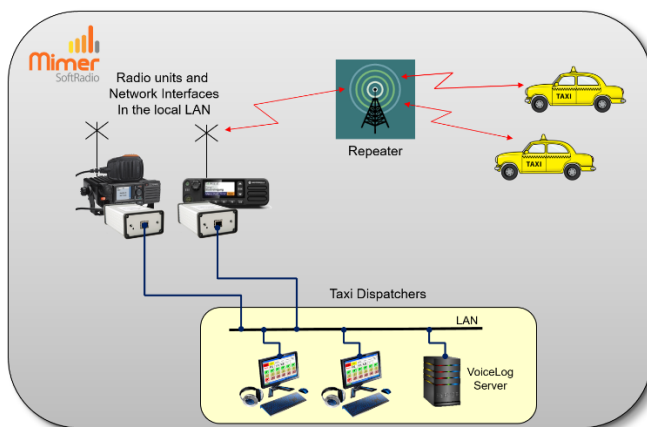 Mimer
SoftRadio
Radio units and
Network Interfaces
In the local LAN
Repeater
TAXI
TAXI
Taxi Dispatchers
LAN
VoiceLog
Server